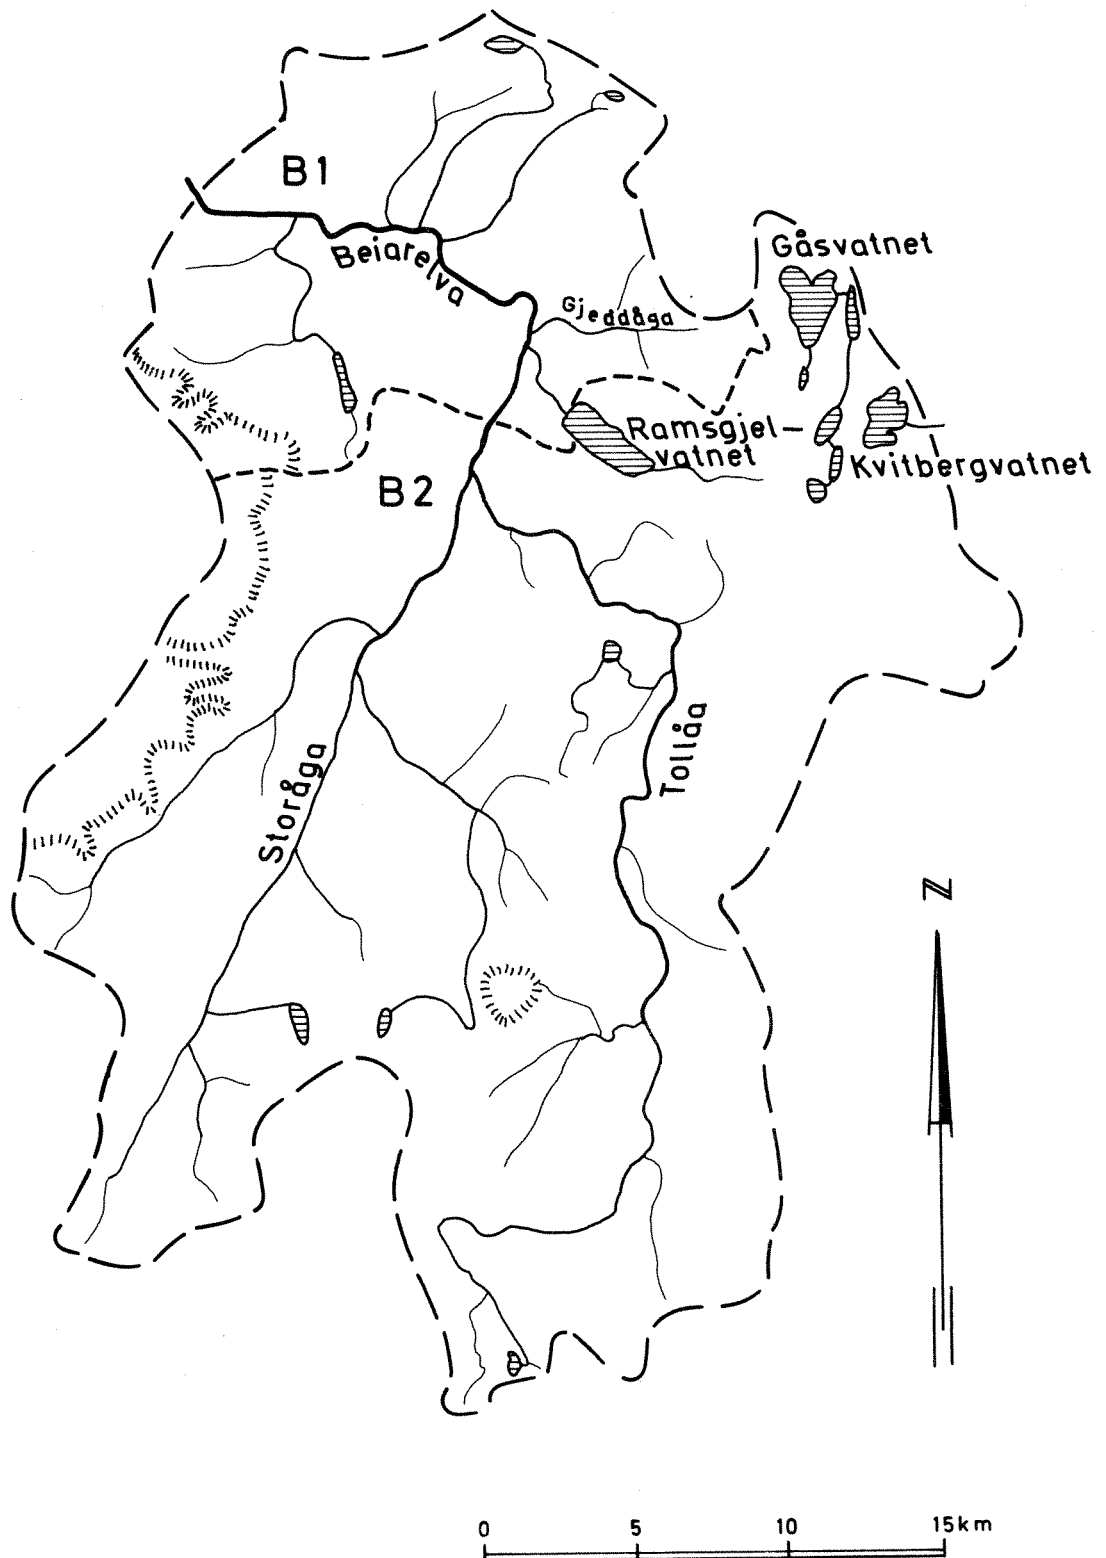 B1
Gåsvatnet
Beiarelva
Gjeddåga
Ramsgjel-
vatnet
Kvitbergvatnet
B2
Tollåa
Storåga
N
0 5 10 15km